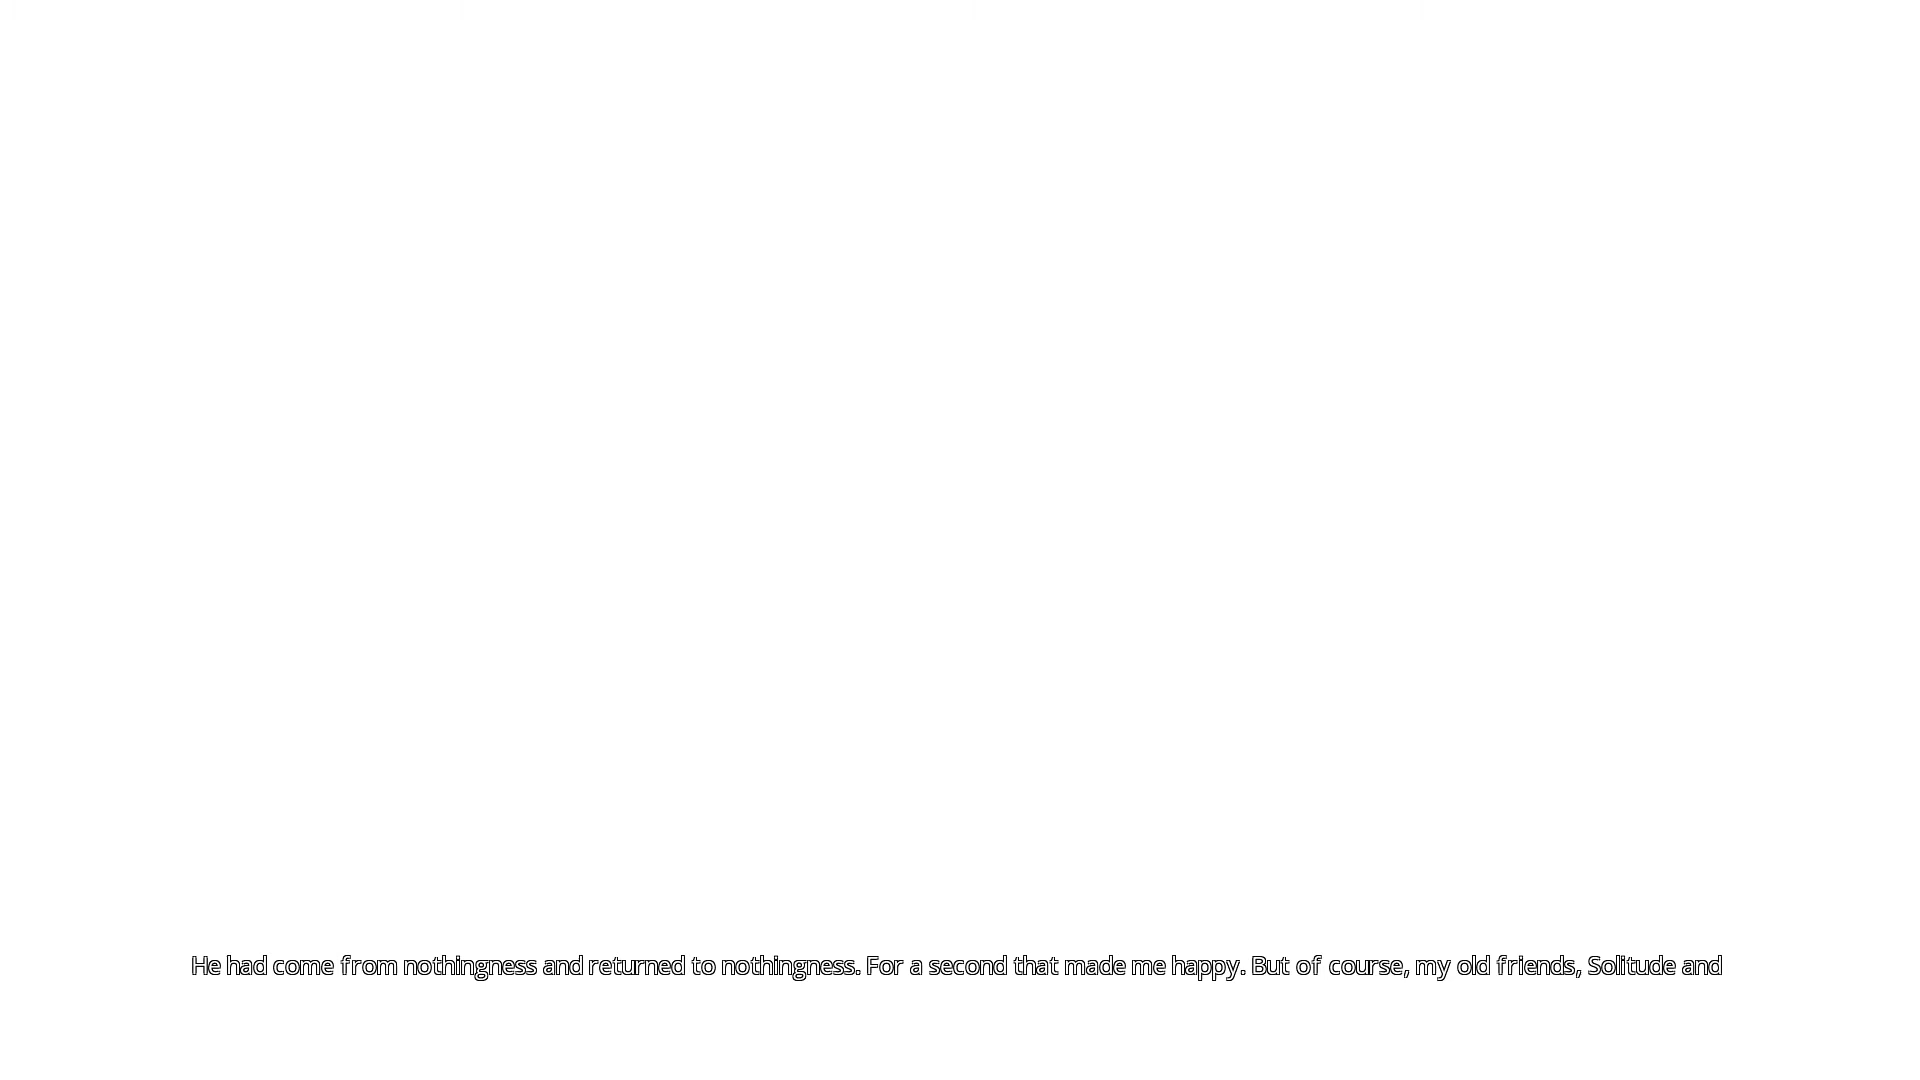 He had come from nothingness and returned to nothingness. For a second that made me happy. But of course, my old friends, Solitude and